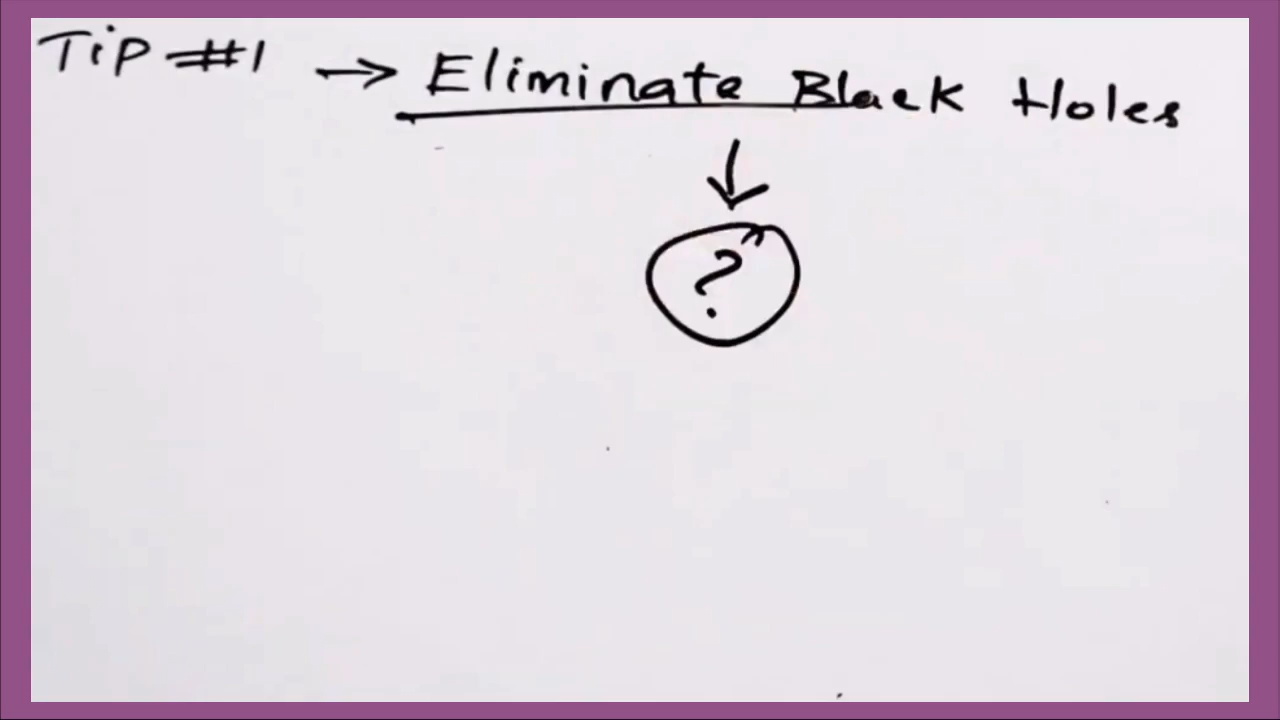 Tip #1 → Eliminate Black Holes
↓
?